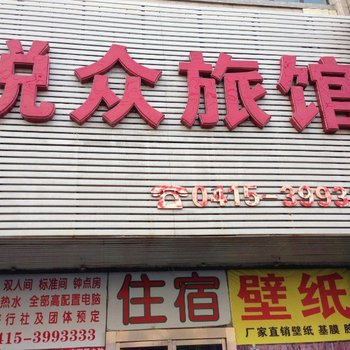 悦众旅馆
☎0415-3993
双人间 标准间 钟点房
热水 全部高配置电脑
行社及团体预定
415-3993333
住宿
壁纸
厂家直销壁纸 基膜 胶